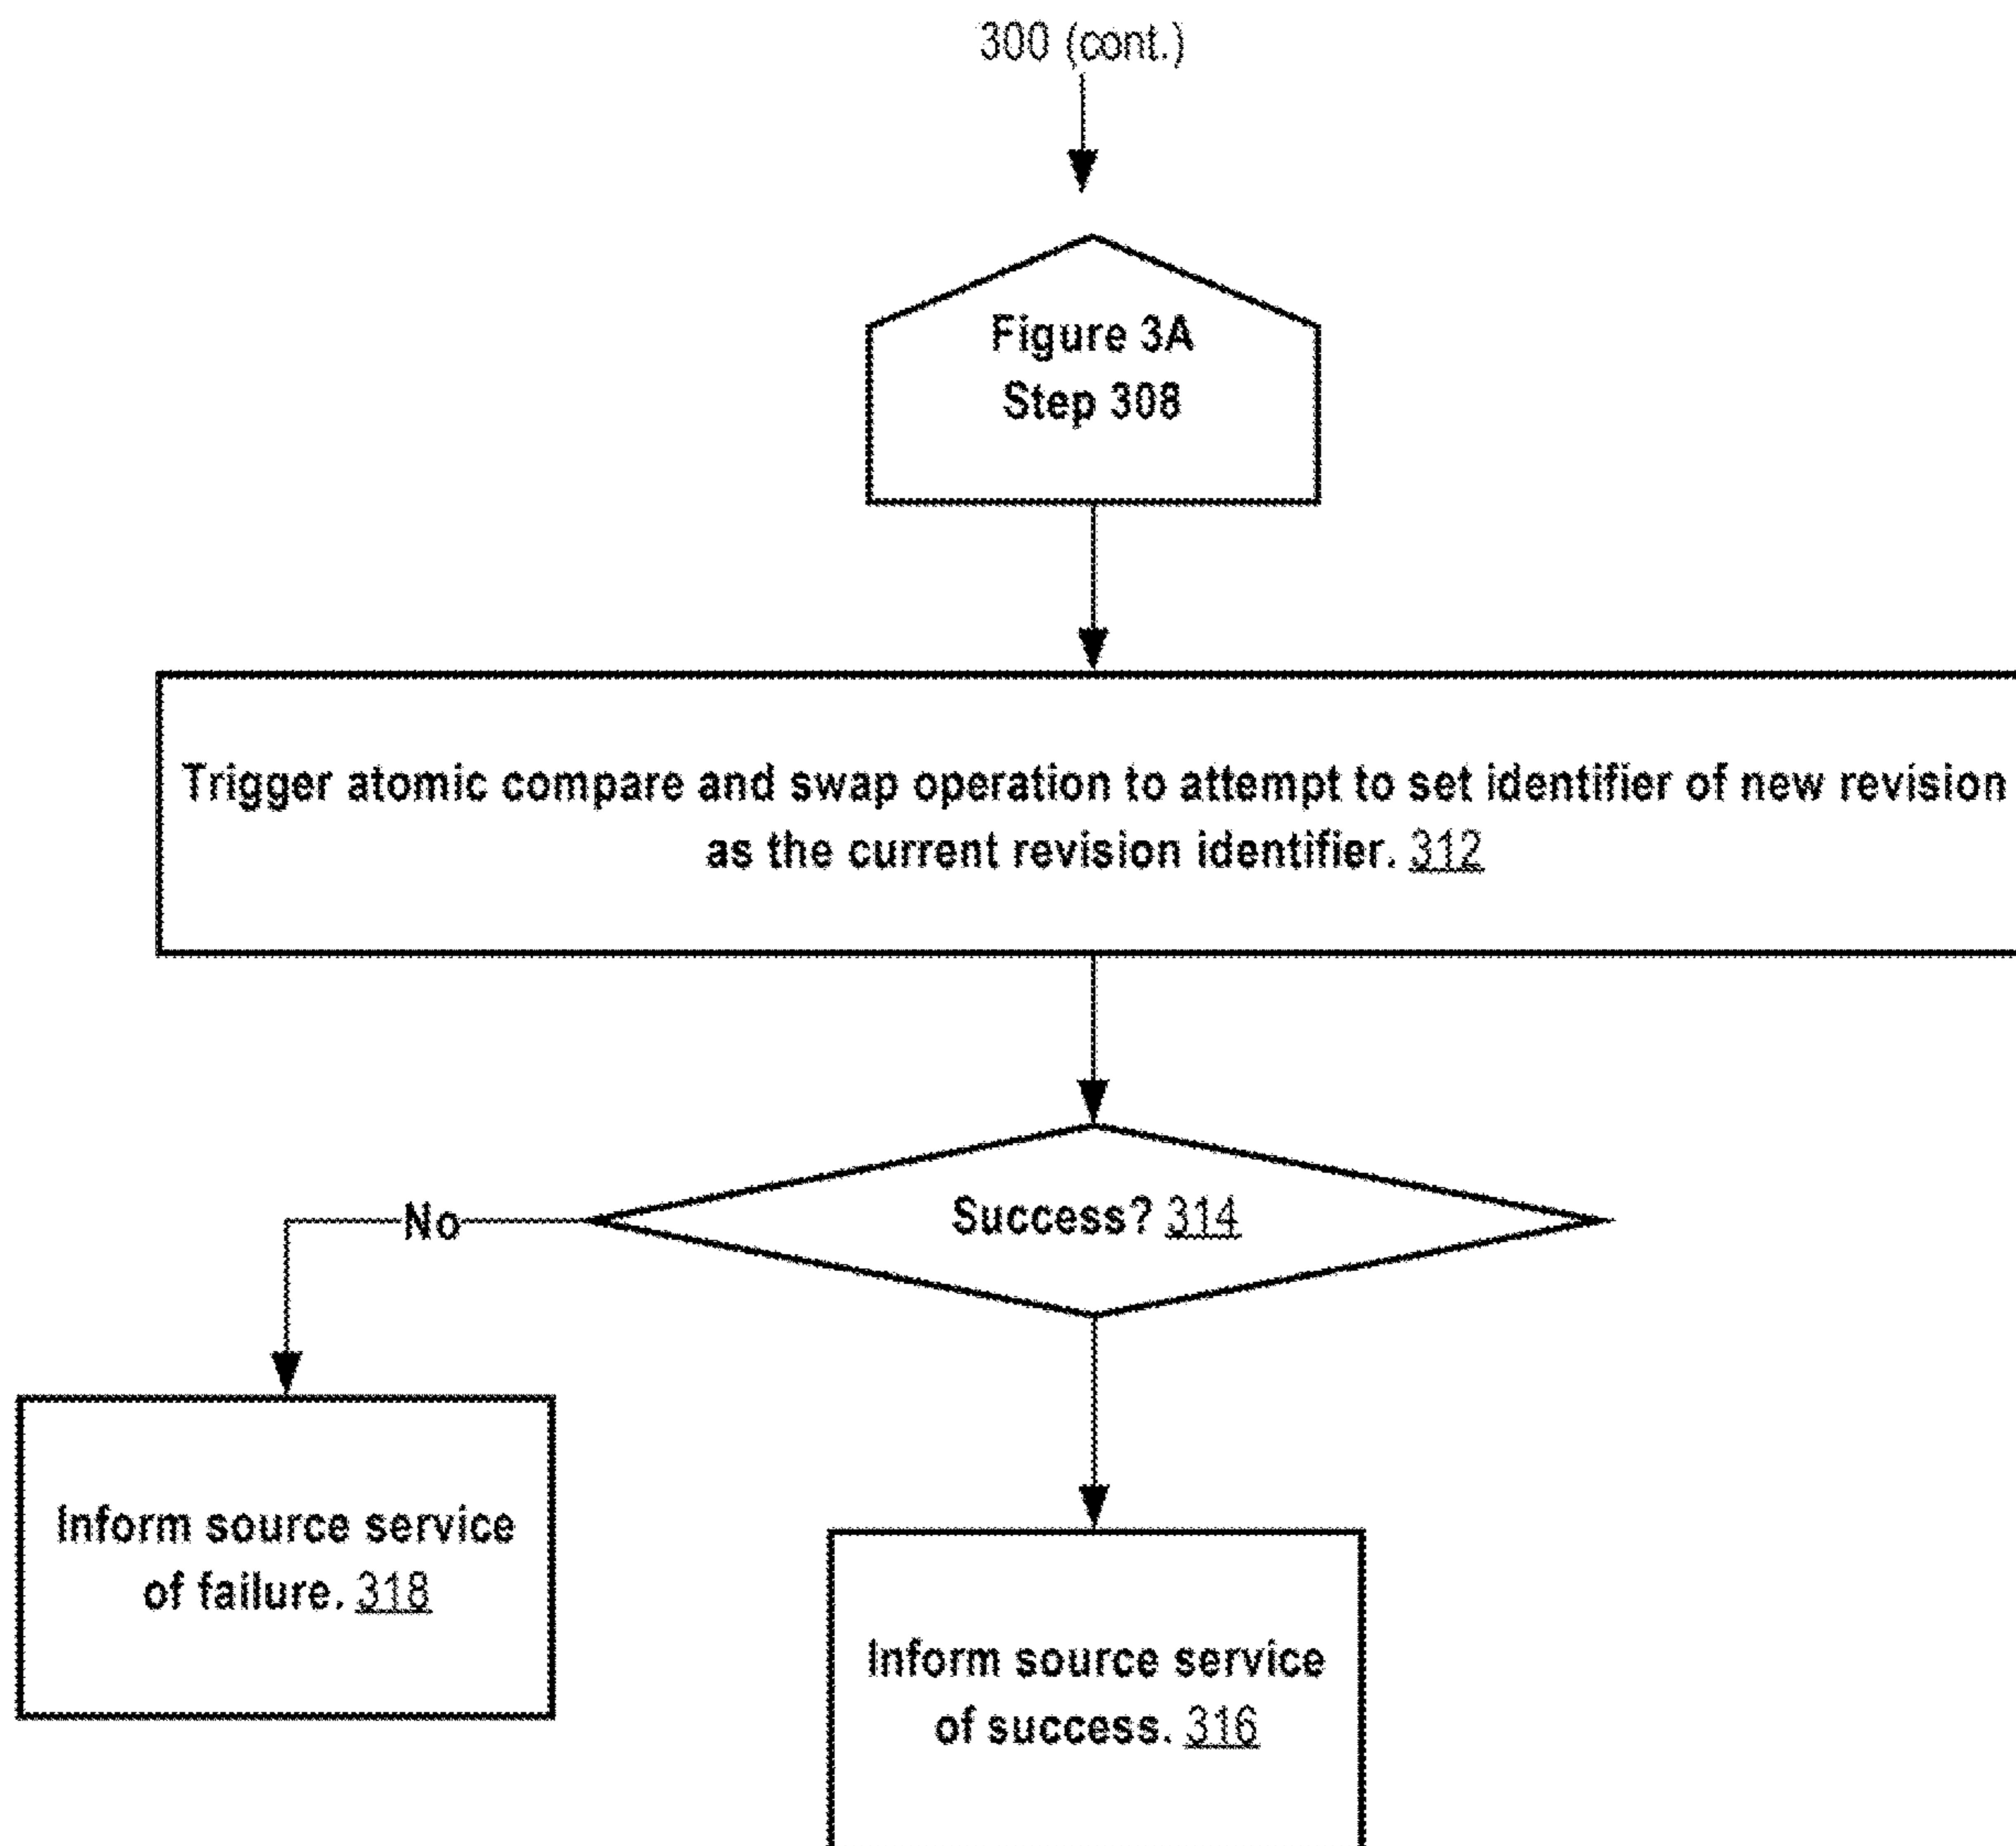 300 (cont.)
Figure 3A
Step 308
Trigger atomic compare and swap operation to attempt to set identifier of new revision
as the current revision identifier. 312
Success? 314
No
Inform source service
of failure. 318
Inform source service
of success. 316